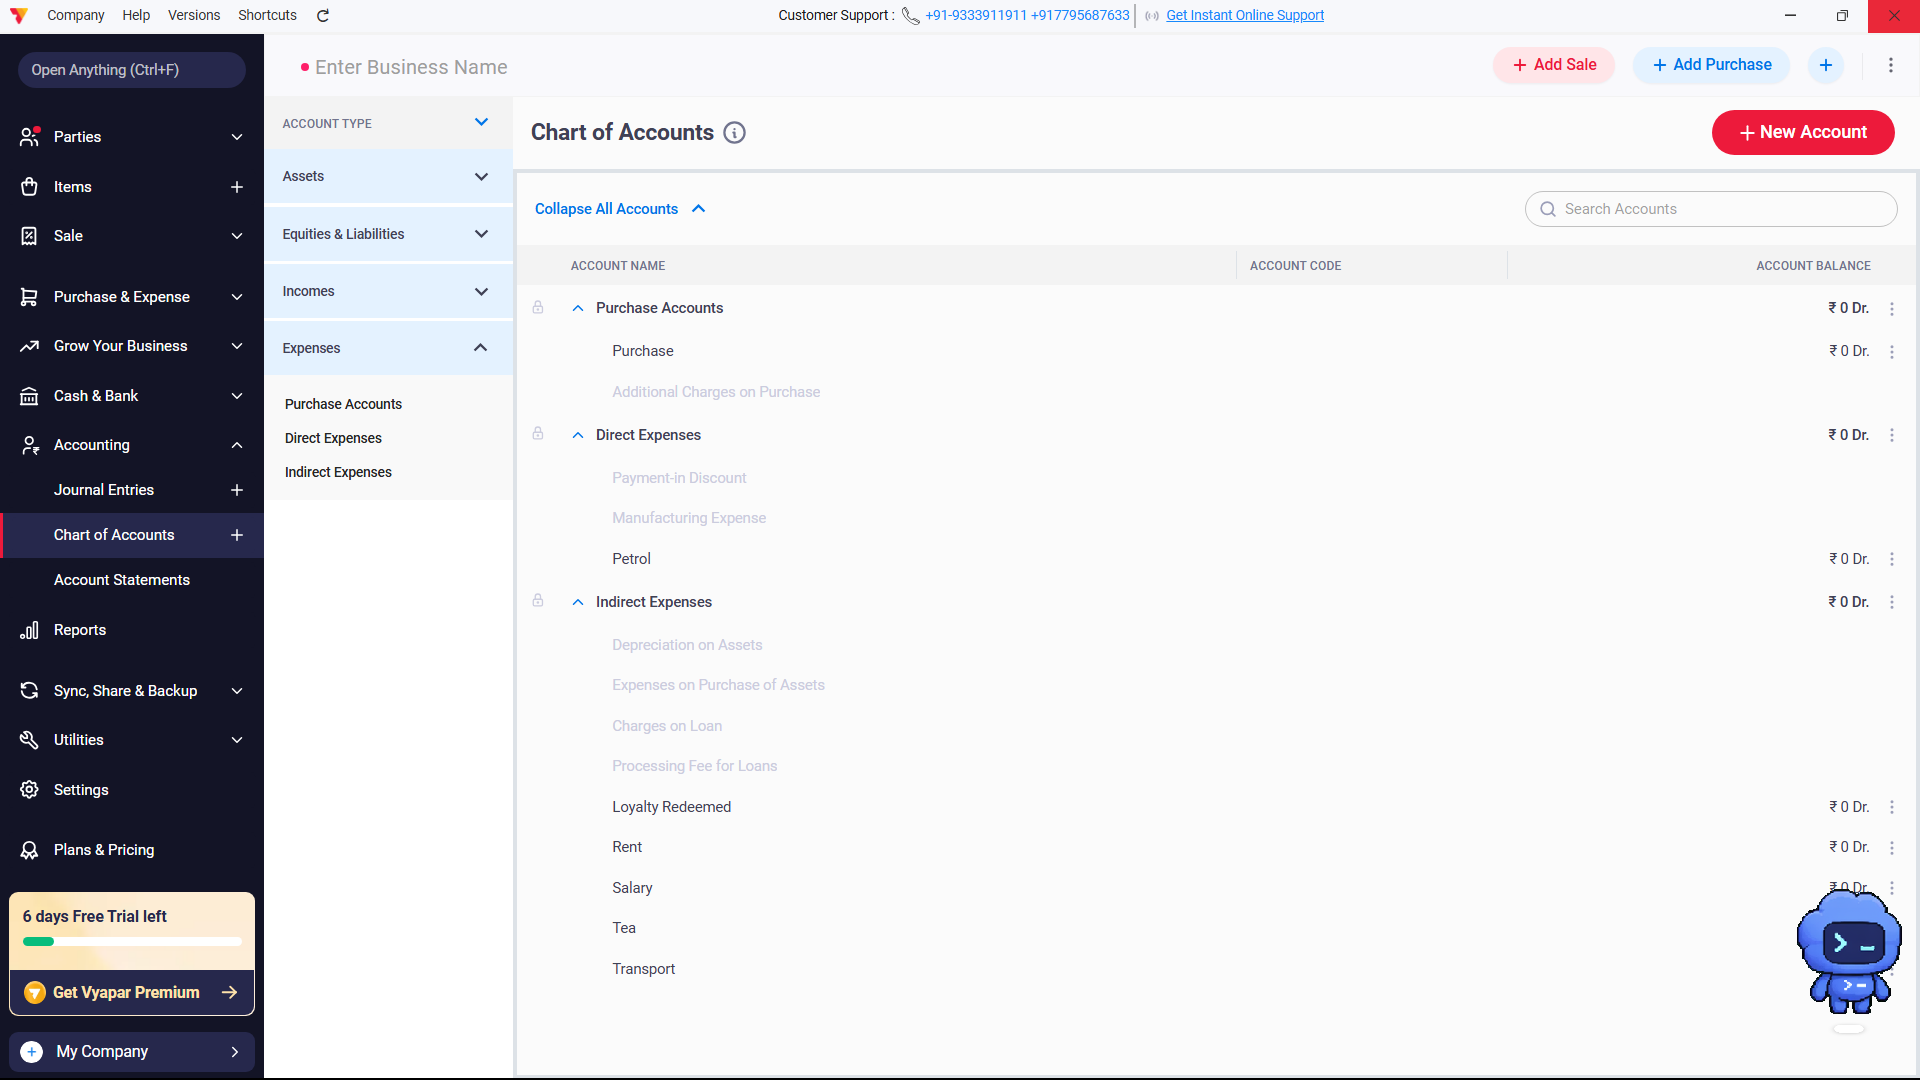 Company Help Versions Shortcuts
Customer Support : +91-9333911911 +917795687633 Get Instant Online Support
Open Anything (Ctrl+F)
Parties
Items
Sale
Purchase & Expense
Grow Your Business
Cash & Bank
Accounting
Journal Entries
Chart of Accounts
Account Statements
Reports
Sync, Share & Backup
Utilities
Settings
Plans & Pricing
6 days Free Trial left
Get Vyapar Premium
My Company
Enter Business Name
Add Sale
Add Purchase
ACCOUNT TYPE
Assets
Equities & Liabilities
Incomes
Expenses
Purchase Accounts
Direct Expenses
Indirect Expenses
Chart of Accounts
New Account
Collapse All Accounts
Search Accounts
ACCOUNT NAME ACCOUNT CODE ACCOUNT BALANCE
Purchase Accounts ₹ 0 Dr.
Purchase ₹ 0 Dr.
Additional Charges on Purchase
Direct Expenses ₹ 0 Dr.
Payment-in Discount
Manufacturing Expense
Petrol ₹ 0 Dr.
Indirect Expenses ₹ 0 Dr.
Depreciation on Assets
Expenses on Purchase of Assets
Charges on Loan
Processing Fee for Loans
Loyalty Redeemed ₹ 0 Dr.
Rent ₹ 0 Dr.
Salary ₹ 0 Dr.
Tea
Transport